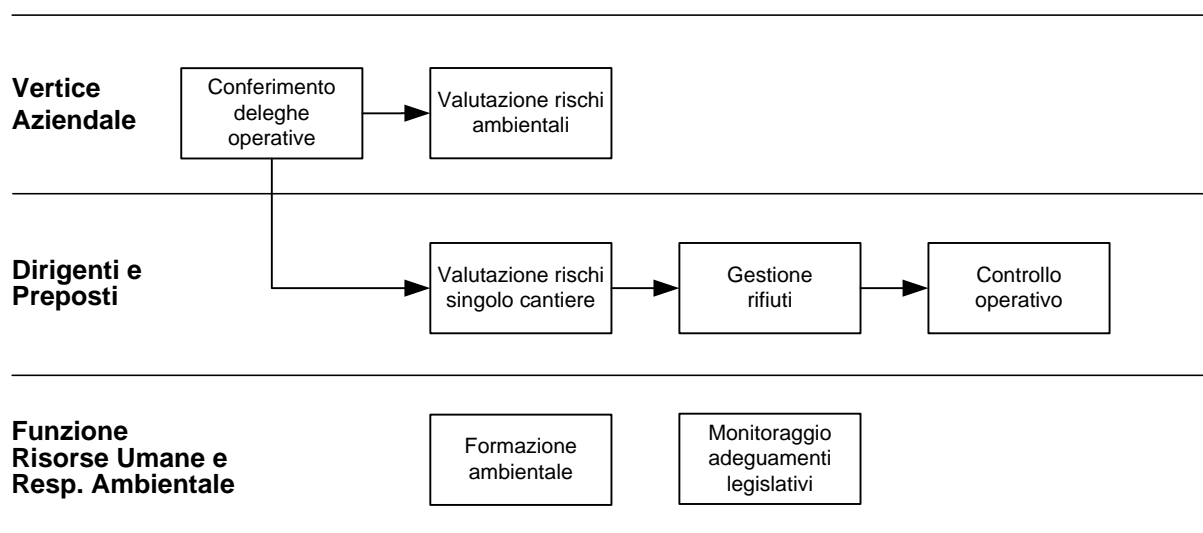 Vertice
Aziendale
Conferimento
deleghe
operative
Valutazione rischi
ambientali
Dirigenti e
Preposti
Valutazione rischi
singolo cantiere
Gestione
rifiuti
Controllo
operativo
Funzione
Risorse Umane e
Resp. Ambientale
Formazione
ambientale
Monitoraggio
adeguamenti
legislativi